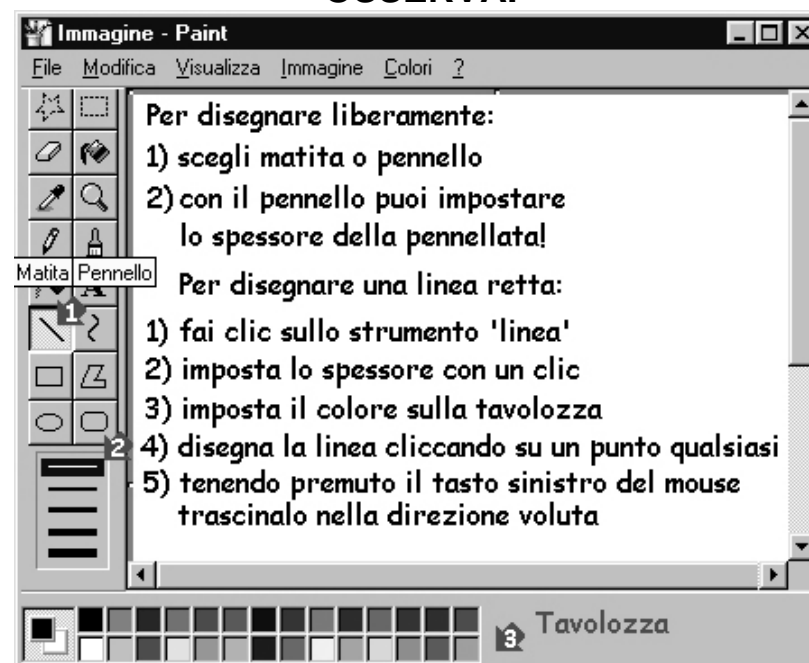 OSSERVA!
Immagine - Paint
File Modifica Visualizza Immagine Colori ?
Per disegnare liberamente:
1) scegli matita o pennello
2) con il pennello puoi impostare
lo spessore della pennellata!
Matita Pennello
A
Per disegnare una linea retta:
1
1) fai clic sullo strumento 'linea'
2) imposta lo spessore con un clic
3) imposta il colore sulla tavolozza
2
4) disegna la linea cliccando su un punto qualsiasi
5) tenendo premuto il tasto sinistro del mouse
trascinalo nella direzione voluta
3 Tavolozza